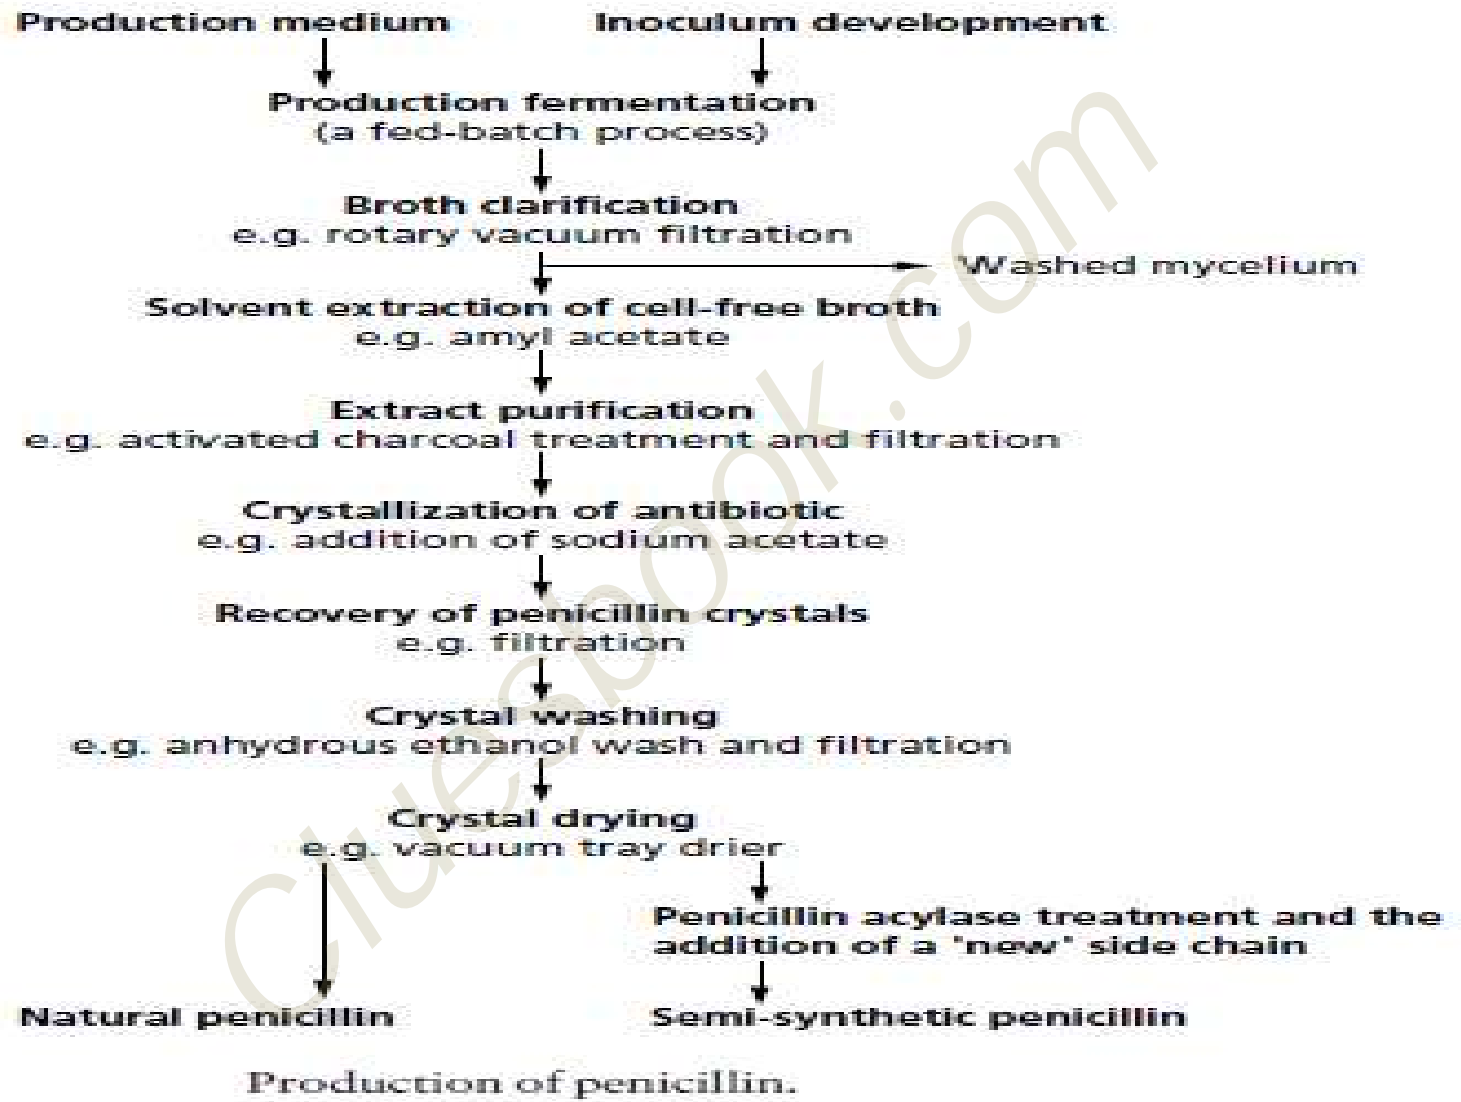 Production medium
Inoculum development
Production fermentation
(a fed-batch process)
Broth clarification
e.g. rotary vacuum filtration
Washed mycelium
Solvent extraction of cell-free broth
e.g. amyl acetate
Extract purification
e.g. activated charcoal treatment and filtration
Crystallization of antibiotic
e.g. addition of sodium acetate
Recovery of penicillin crystals
e.g. filtration
Crystal washing
e.g. anhydrous ethanol wash and filtration
Crystal drying
e.g. vacuum tray drier
Penicillin acylase treatment and the
addition of a 'new' side chain
Natural penicillin
Semi-synthetic penicillin
Production of penicillin.
Cluesbook.com